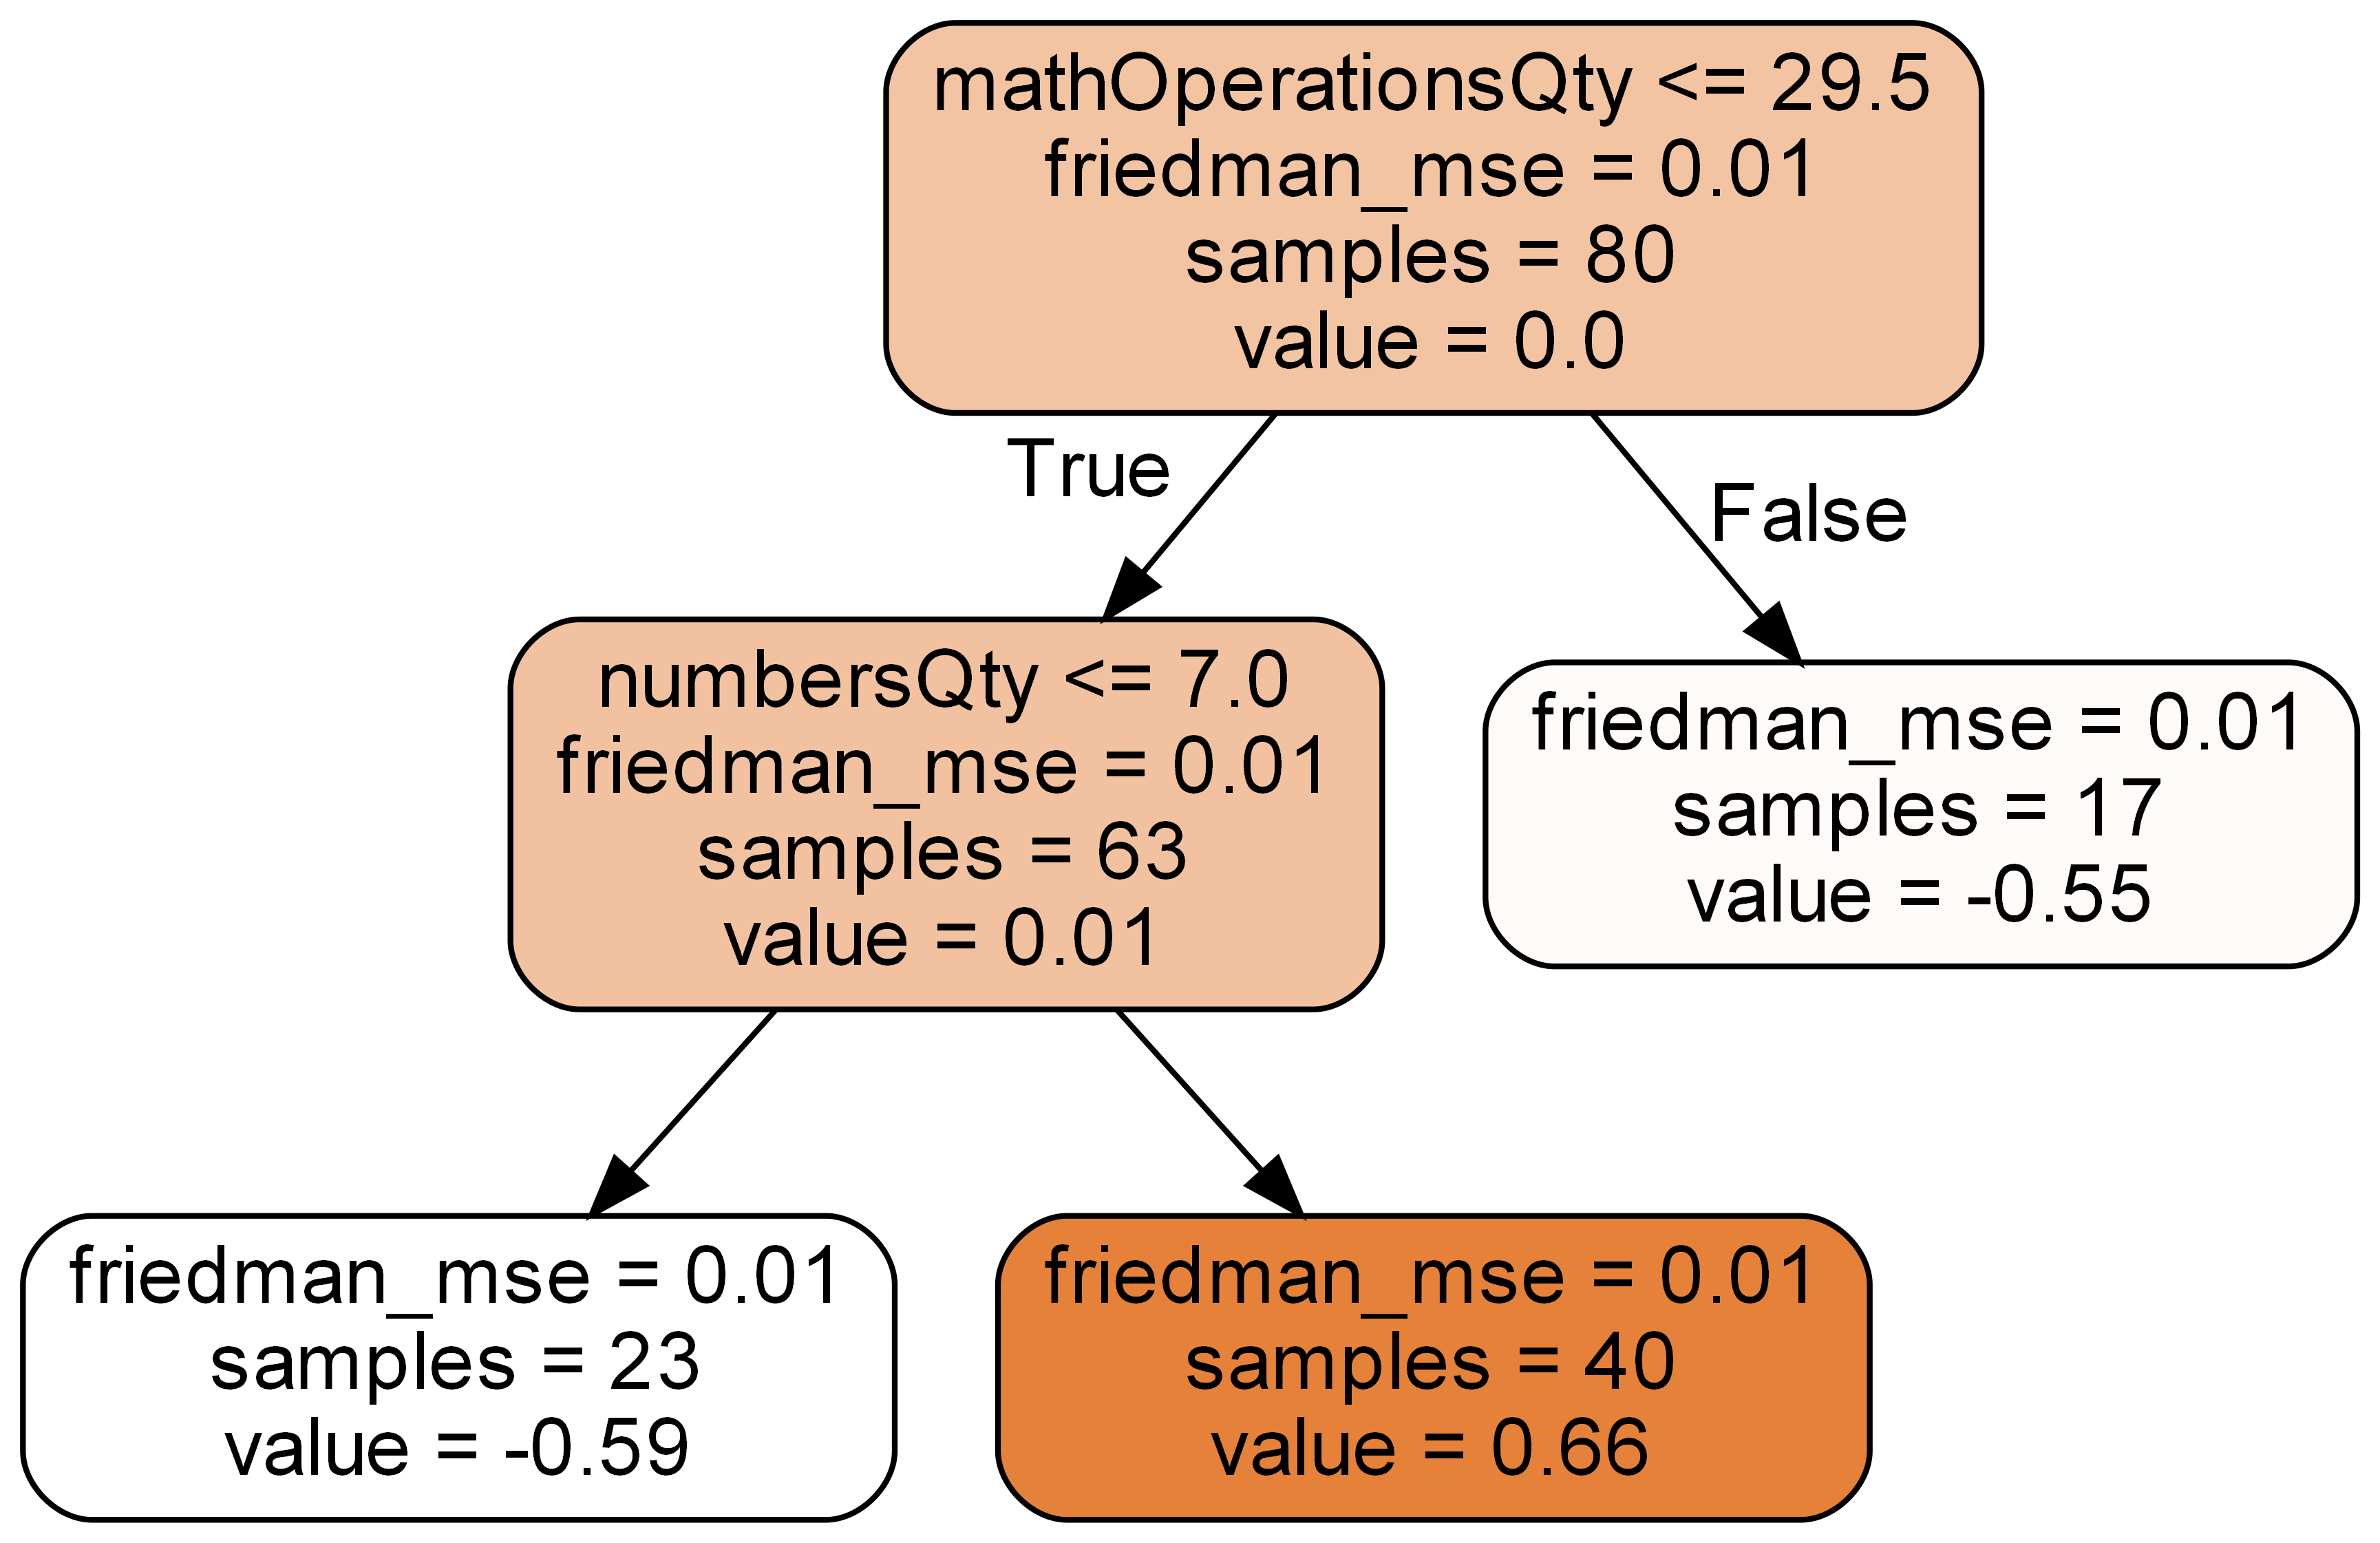 mathOperationsQty <= 29.5
friedman_mse = 0.01
samples = 80
value = 0.0
True
False
numbersQty <= 7.0
friedman_mse = 0.01
samples = 63
value = 0.01
friedman_mse = 0.01
samples = 17
value = -0.55
friedman_mse = 0.01
samples = 23
value = -0.59
friedman_mse = 0.01
samples = 40
value = 0.66